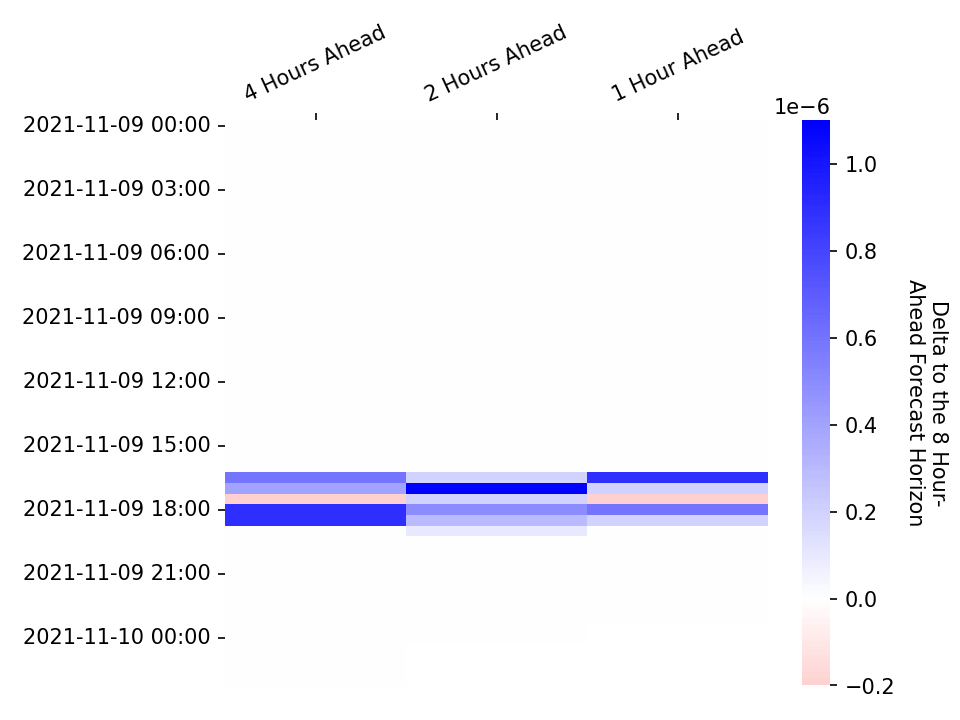 4 Hours Ahead
2 Hours Ahead
1 Hour Ahead
1e−6
2021-11-09 00:00
2021-11-09 03:00
2021-11-09 06:00
2021-11-09 09:00
2021-11-09 12:00
2021-11-09 15:00
2021-11-09 18:00
2021-11-09 21:00
2021-11-10 00:00
1.0
0.8
0.6
0.4
0.2
0.0
−0.2
Delta to the 8 Hour-
Ahead Forecast Horizon